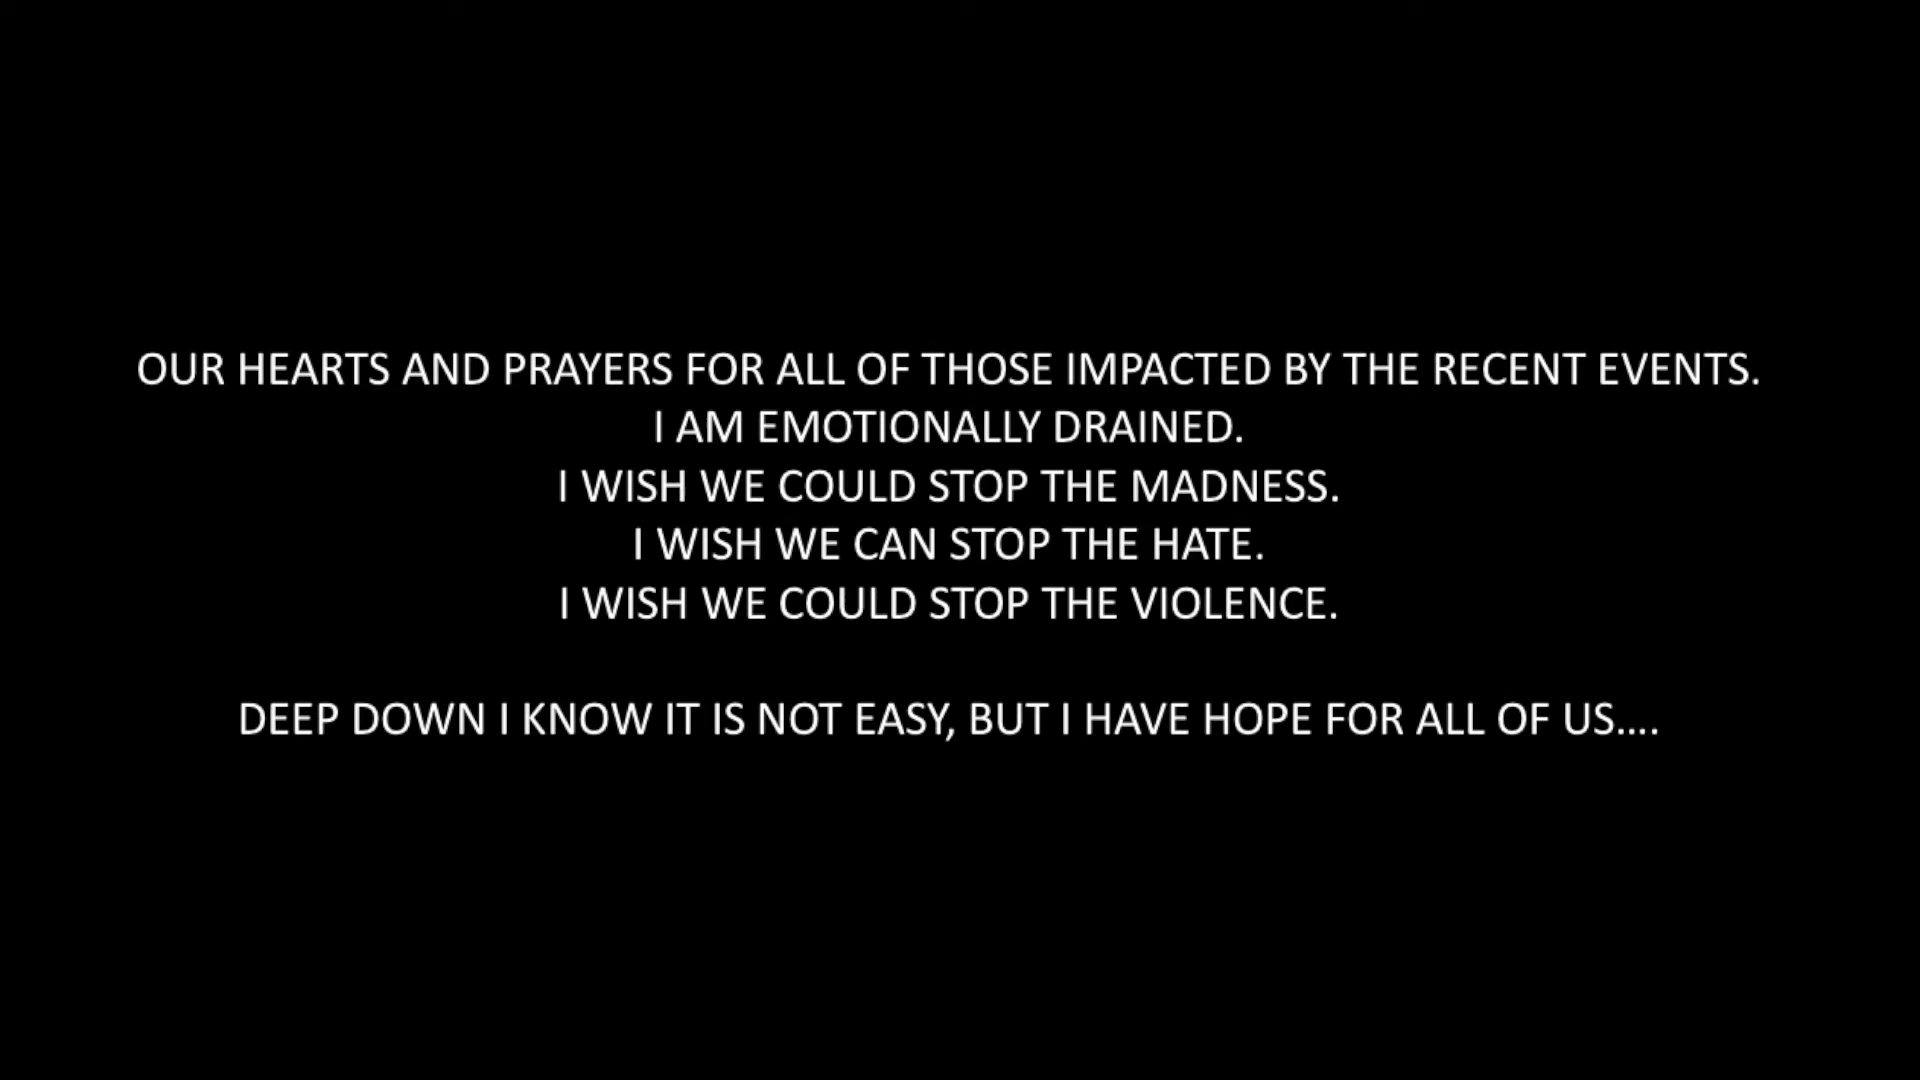 OUR HEARTS AND PRAYERS FOR ALL OF THOSE IMPACTED BY THE RECENT EVENTS.
I AM EMOTIONALLY DRAINED.
I WISH WE COULD STOP THE MADNESS.
I WISH WE CAN STOP THE HATE.
I WISH WE COULD STOP THE VIOLENCE.
DEEP DOWN I KNOW IT IS NOT EASY, BUT I HAVE HOPE FOR ALL OF US....